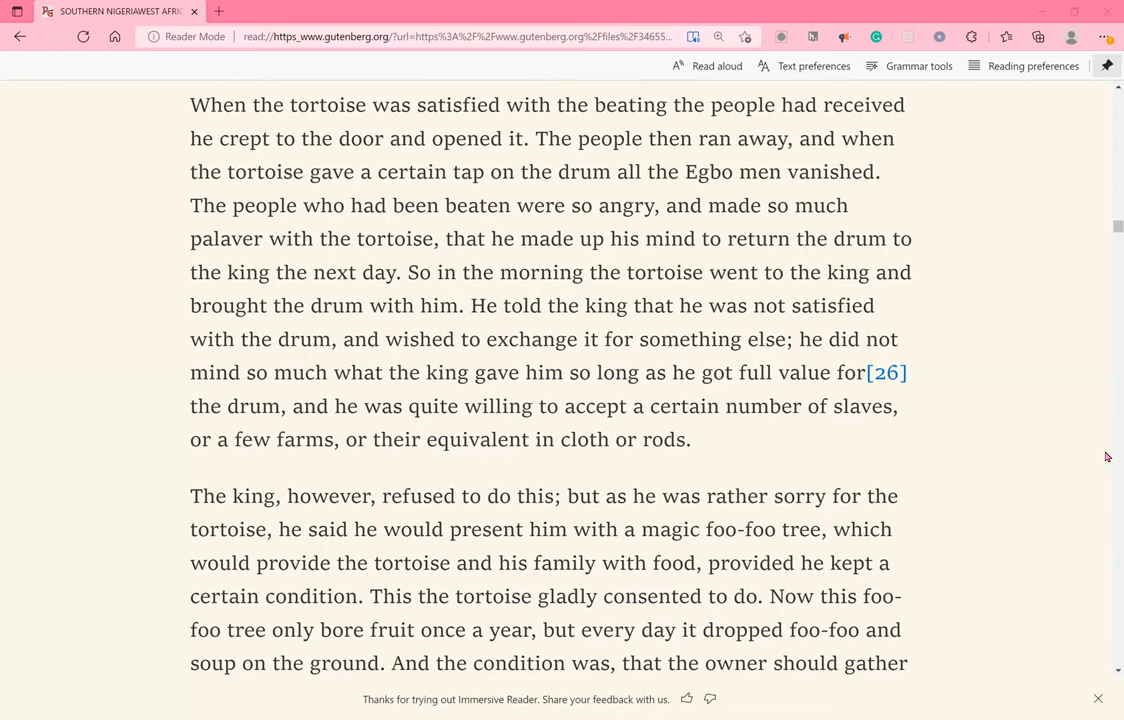 SOUTHERN NIGERIAWEST AFRIC
Reader Mode
read://https_www.gutenberg.org/?url=https%3A%2F%2Fwww.gutenberg.org%2Ffiles%2F34655...
Read aloud
Text preferences
Grammar tools
Reading preferences
When the tortoise was satisfied with the beating the people had received
he crept to the door and opened it. The people then ran away, and when
the tortoise gave a certain tap on the drum all the Egbo men vanished.
The people who had been beaten were so angry, and made so much
palaver with the tortoise, that he made up his mind to return the drum to
the king the next day. So in the morning the tortoise went to the king and
brought the drum with him. He told the king that he was not satisfied
with the drum, and wished to exchange it for something else; he did not
mind so much what the king gave him so long as he got full value for[26]
the drum, and he was quite willing to accept a certain number of slaves,
or a few farms, or their equivalent in cloth or rods.
The king, however, refused to do this; but as he was rather sorry for the
tortoise, he said he would present him with a magic foo-foo tree, which
would provide the tortoise and his family with food, provided he kept a
certain condition. This the tortoise gladly consented to do. Now this foo-
foo tree only bore fruit once a year, but every day it dropped foo-foo and
soup on the ground. And the condition was, that the owner should gather
Thanks for trying out Immersive Reader. Share your feedback with us.